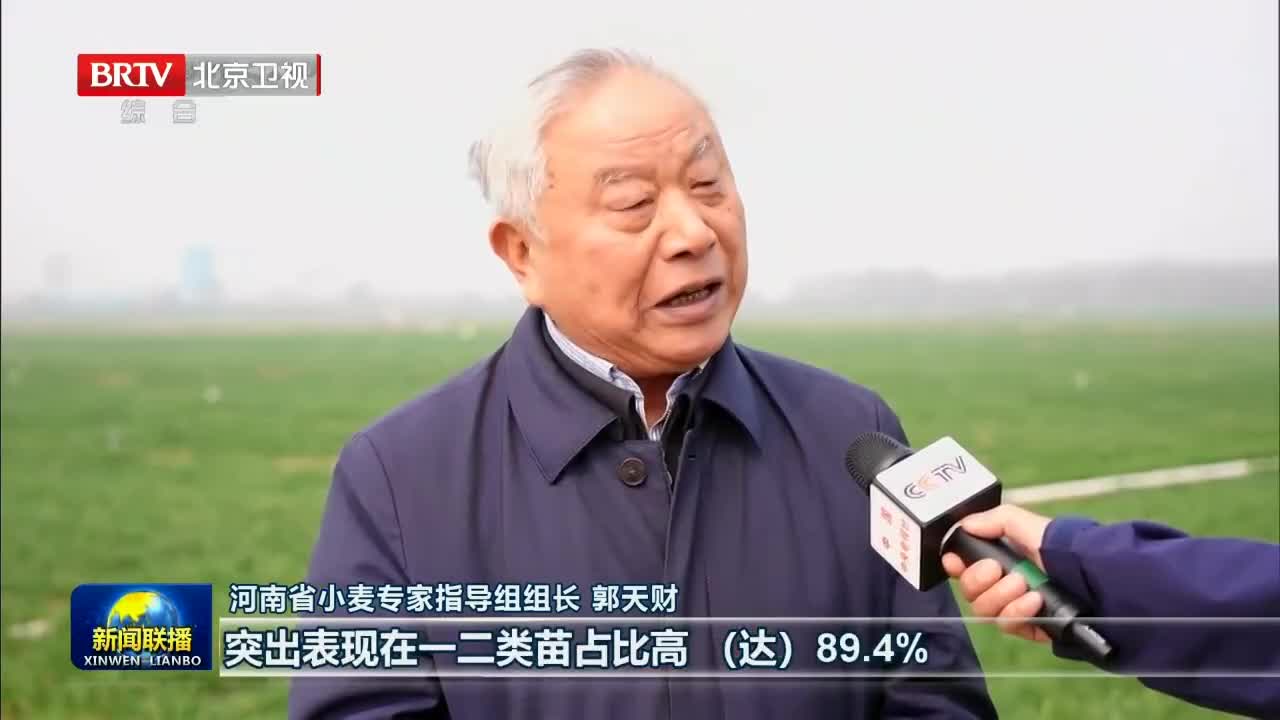 BRTV 北京卫视
综合
CCTV
河南省小麦专家指导组组长 郭天财
新闻联播
XINWEN LIANBO
突出表现在一二类苗占比高 （达）89.4%